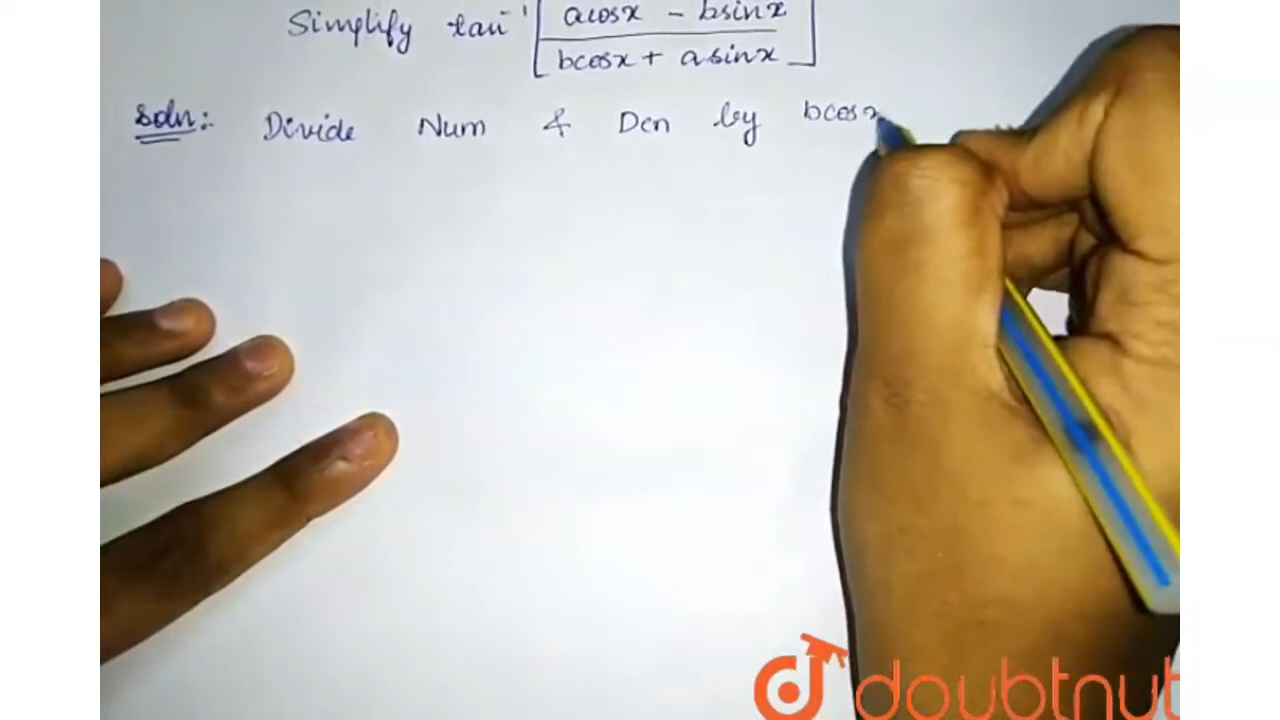 Simplify tan⁻¹ [ acosx - bsinx
bcosx + asinx ]
Soln: Divide Num & Den by bcosx
doubtnut